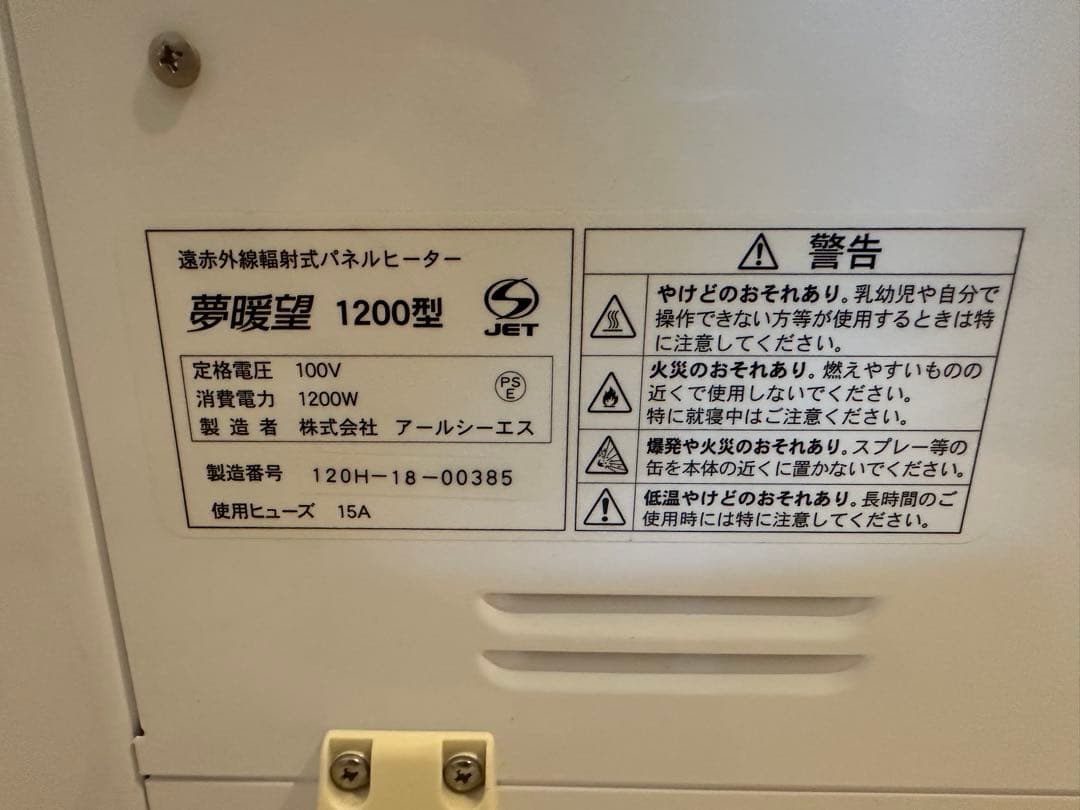 遠赤外線輻射式パネルヒーター
夢暖望 1200型
JET
定格電圧 100V
消費電力 1200W
PS
E
製造者 株式会社 アールシーエス
製造番号 120H-18-00385
使用ヒューズ 15A
警告
やけどのおそれあり。乳幼児や自分で
操作できない方等が使用するときは特
に注意してください。
火災のおそれあり。燃えやすいものの
近くで使用しないでください。
特に就寝中はご注意ください。
爆発や火災のおそれあり。スプレー等の
缶を本体の近くに置かないでください。
低温やけどのおそれあり。長時間のご
使用時には特に注意してください。